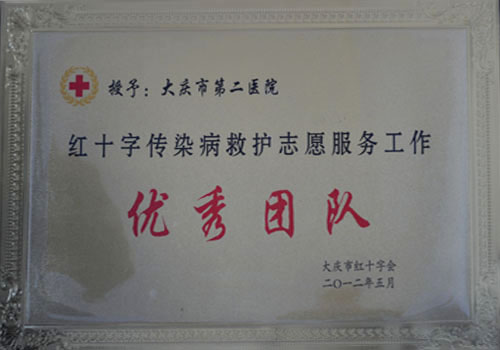 授予：大庆市第二医院
红十字传染病救护志愿服务工作
优秀团队
大庆市红十字会
二〇一二年五月